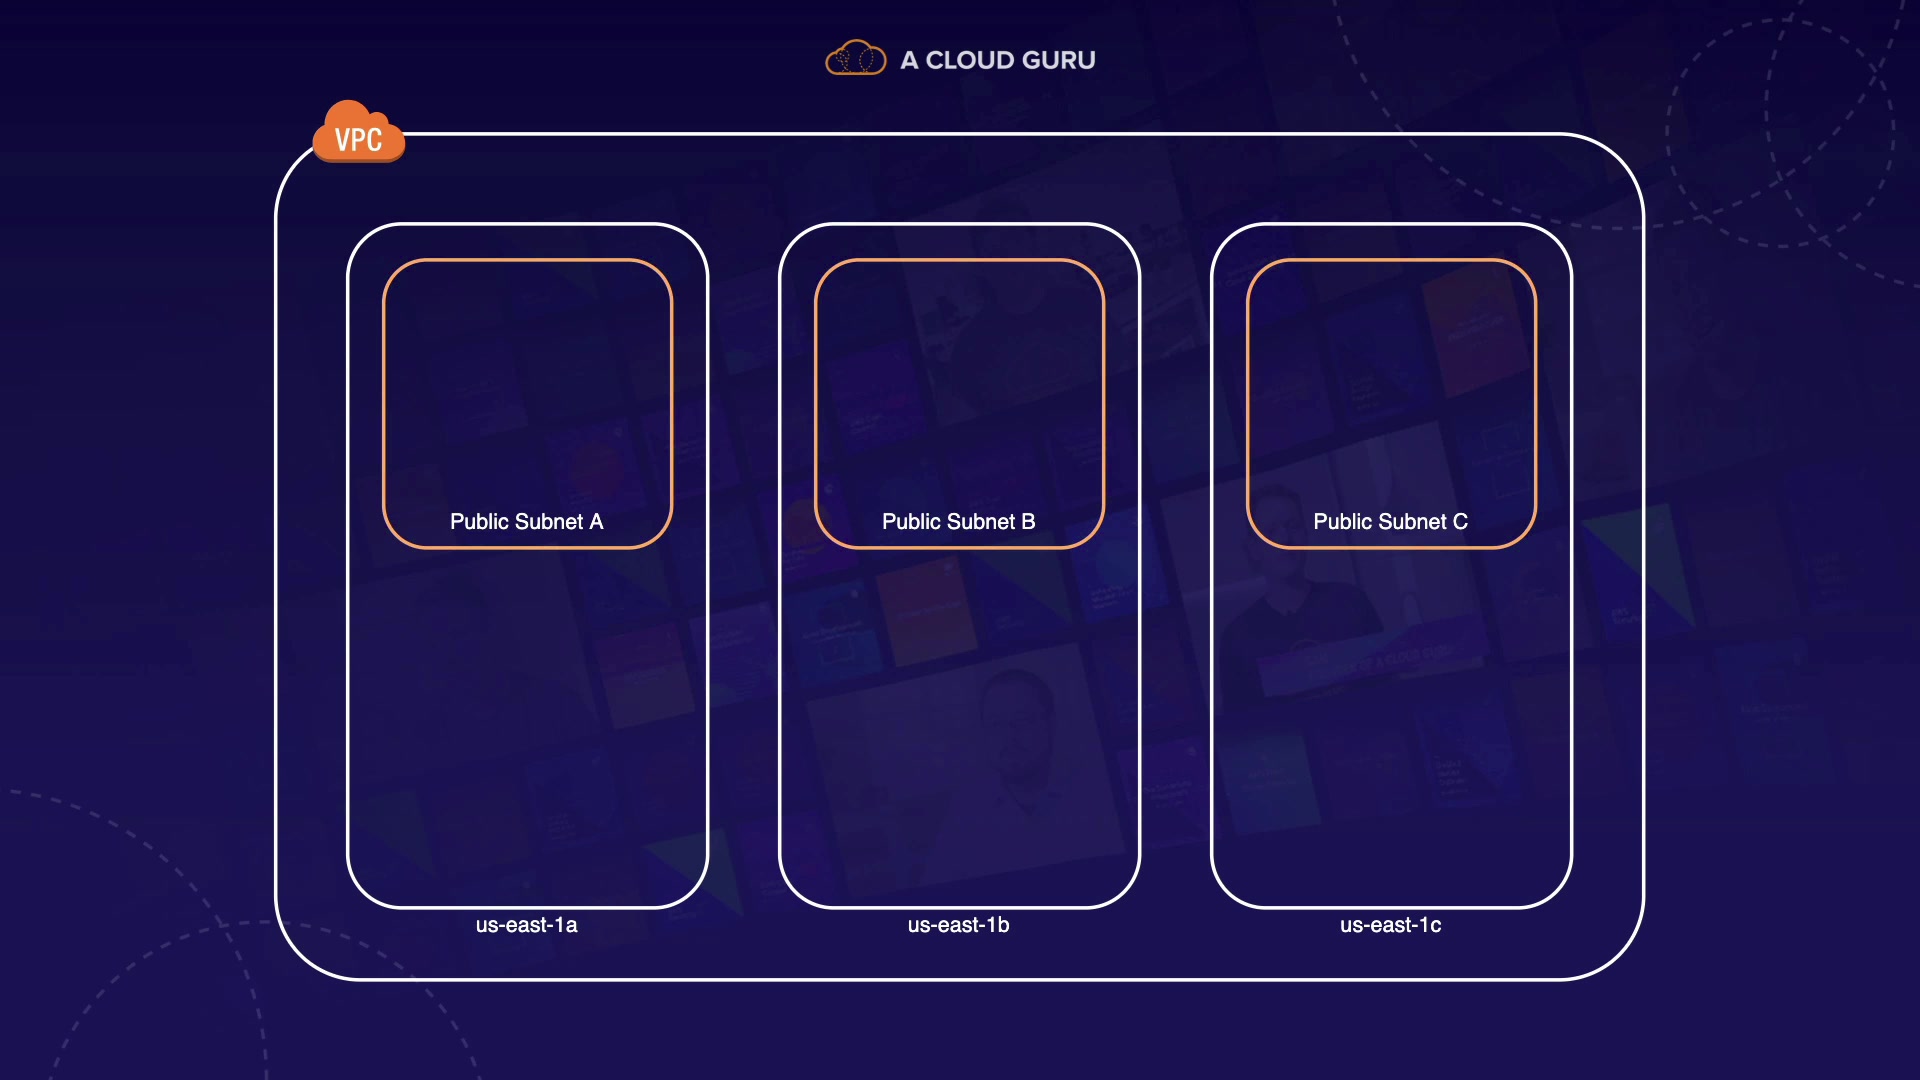 A CLOUD GURU
VPC
Public Subnet A
Public Subnet B
Public Subnet C
us-east-1a
us-east-1b
us-east-1c